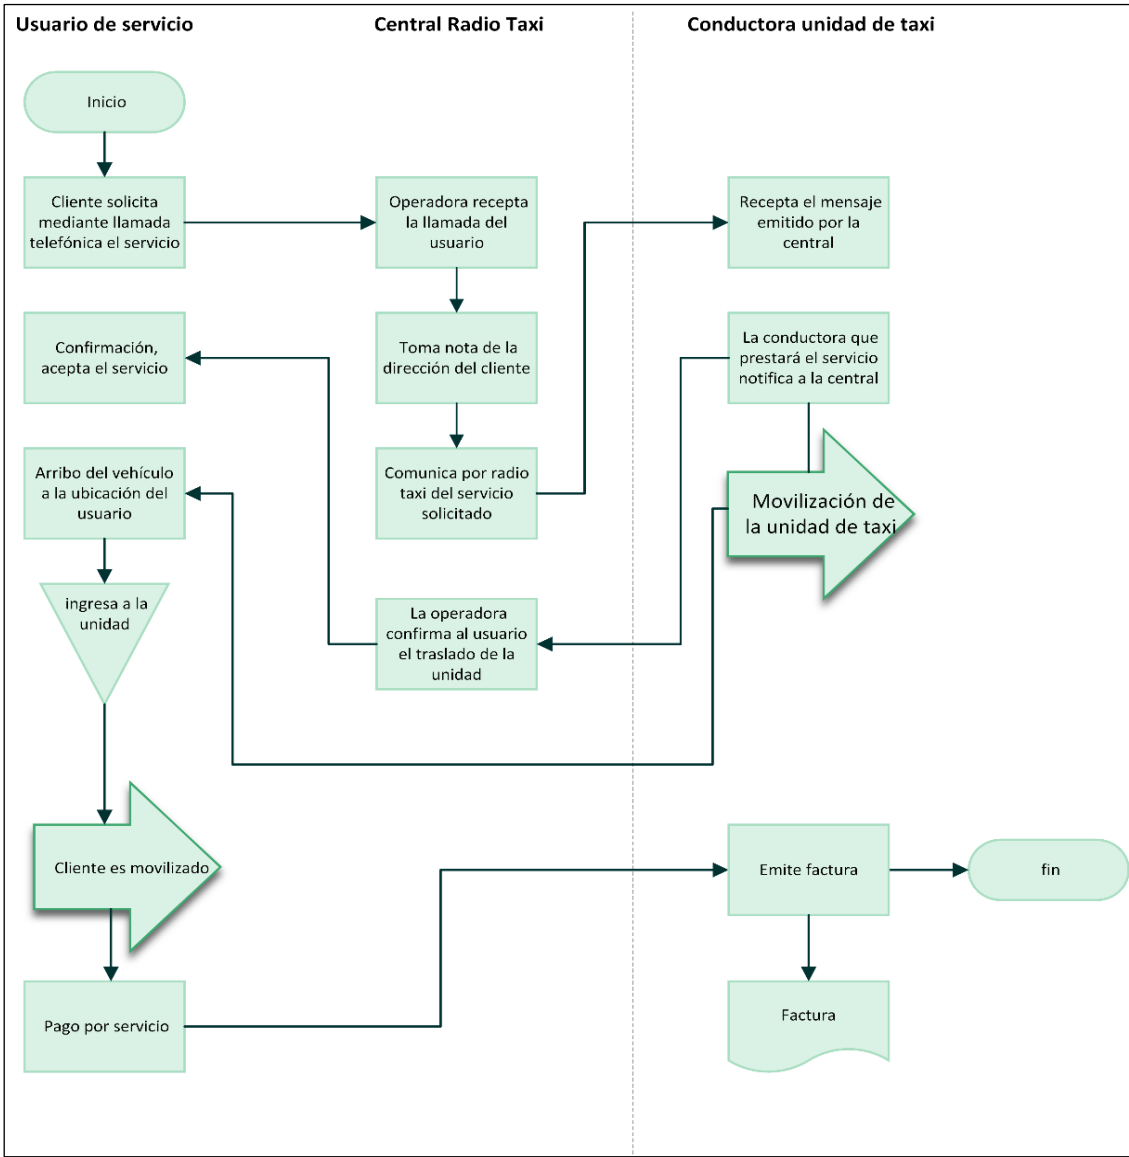 Usuario de servicio
Central Radio Taxi
Conductora unidad de taxi
Inicio
Cliente solicita
mediante llamada
telefónica el servicio
Operadora recepta
la llamada del
usuario
Recepta el mensaje
emitido por la
central
Confirmación,
acepta el servicio
Toma nota de la
dirección del cliente
La conductora que
prestará el servicio
notifica a la central
Arribo del vehículo
a la ubicación del
usuario
Comunica por radio
taxi del servicio
solicitado
Movilización de
la unidad de taxi
ingresa a la
unidad
La operadora
confirma al usuario
el traslado de la
unidad
Cliente es movilizado
Emite factura
fin
Pago por servicio
Factura